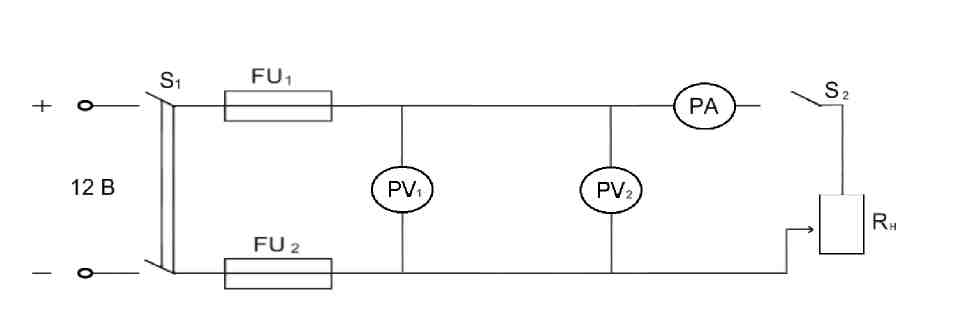 S₁
FU₁
S₂
+
PA
12 В
PV₁
PV₂
Rн
FU₂
−